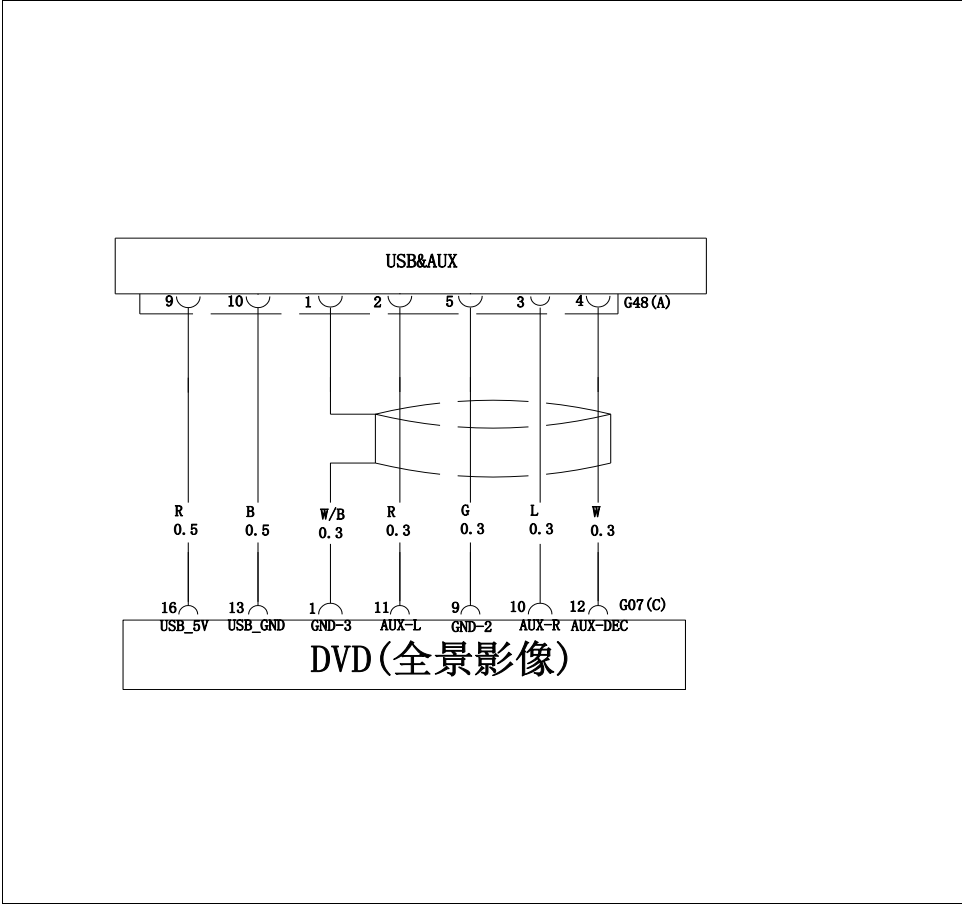 USB&AUX
9 10 1 2 5 3 4 G48(A)
R B W/B R G L W
0.5 0.5 0.3 0.3 0.3 0.3 0.3
16 13 1 11 9 10 12 G07(C)
USB_5V USB_GND GND-3 AUX-L GND-2 AUX-R AUX-DEC
DVD(全景影像)